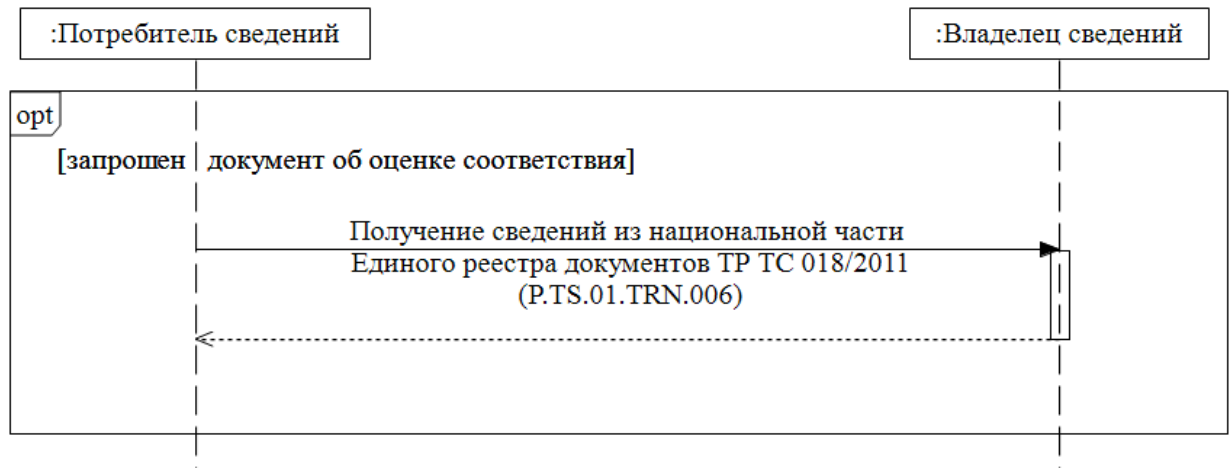 :Потребитель сведений
:Владелец сведений
opt
[запрошен документ об оценке соответствия]
Получение сведений из национальной части
Единого реестра документов ТР ТС 018/2011
(P.TS.01.TRN.006)